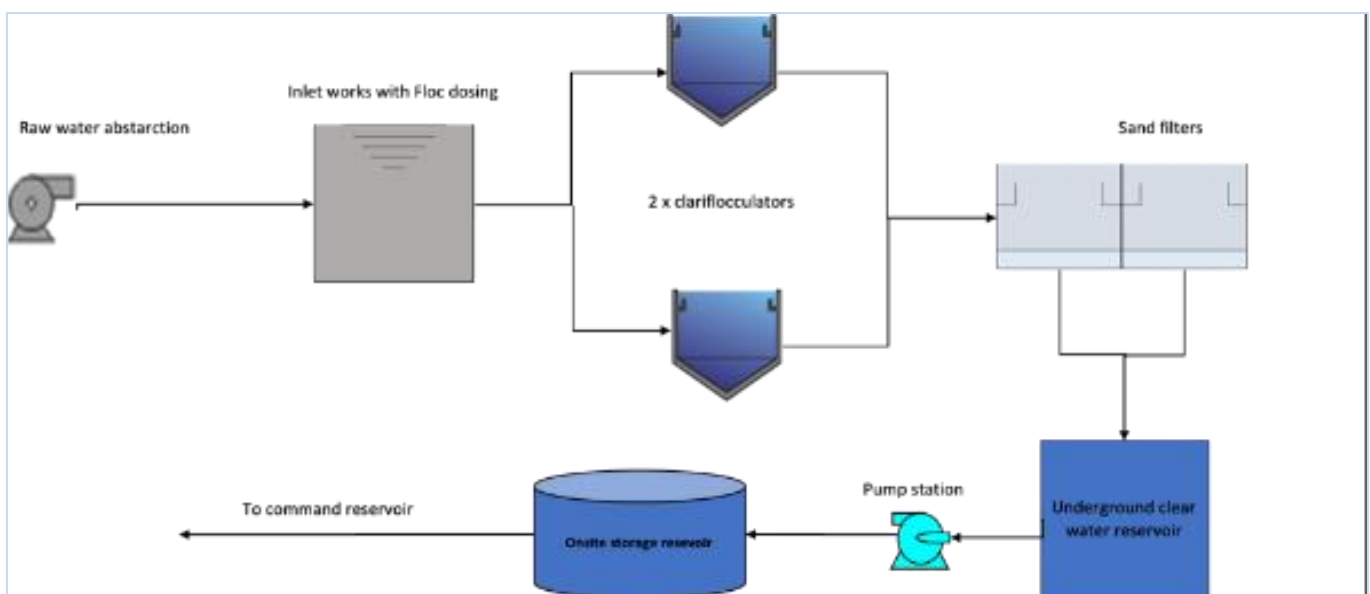 Inlet works with Floc dosing
Raw water abstarction
Sand filters
2 x clariflocculators
Pump station
Underground clear
water reservoir
To command reservoir
Onsite storage resevoir